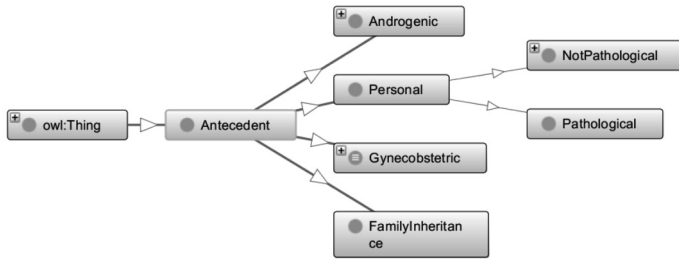 Androgenic
NotPathological
Personal
owl:Thing
Antecedent
Pathological
Gynecobstetric
FamilyInheritan
ce